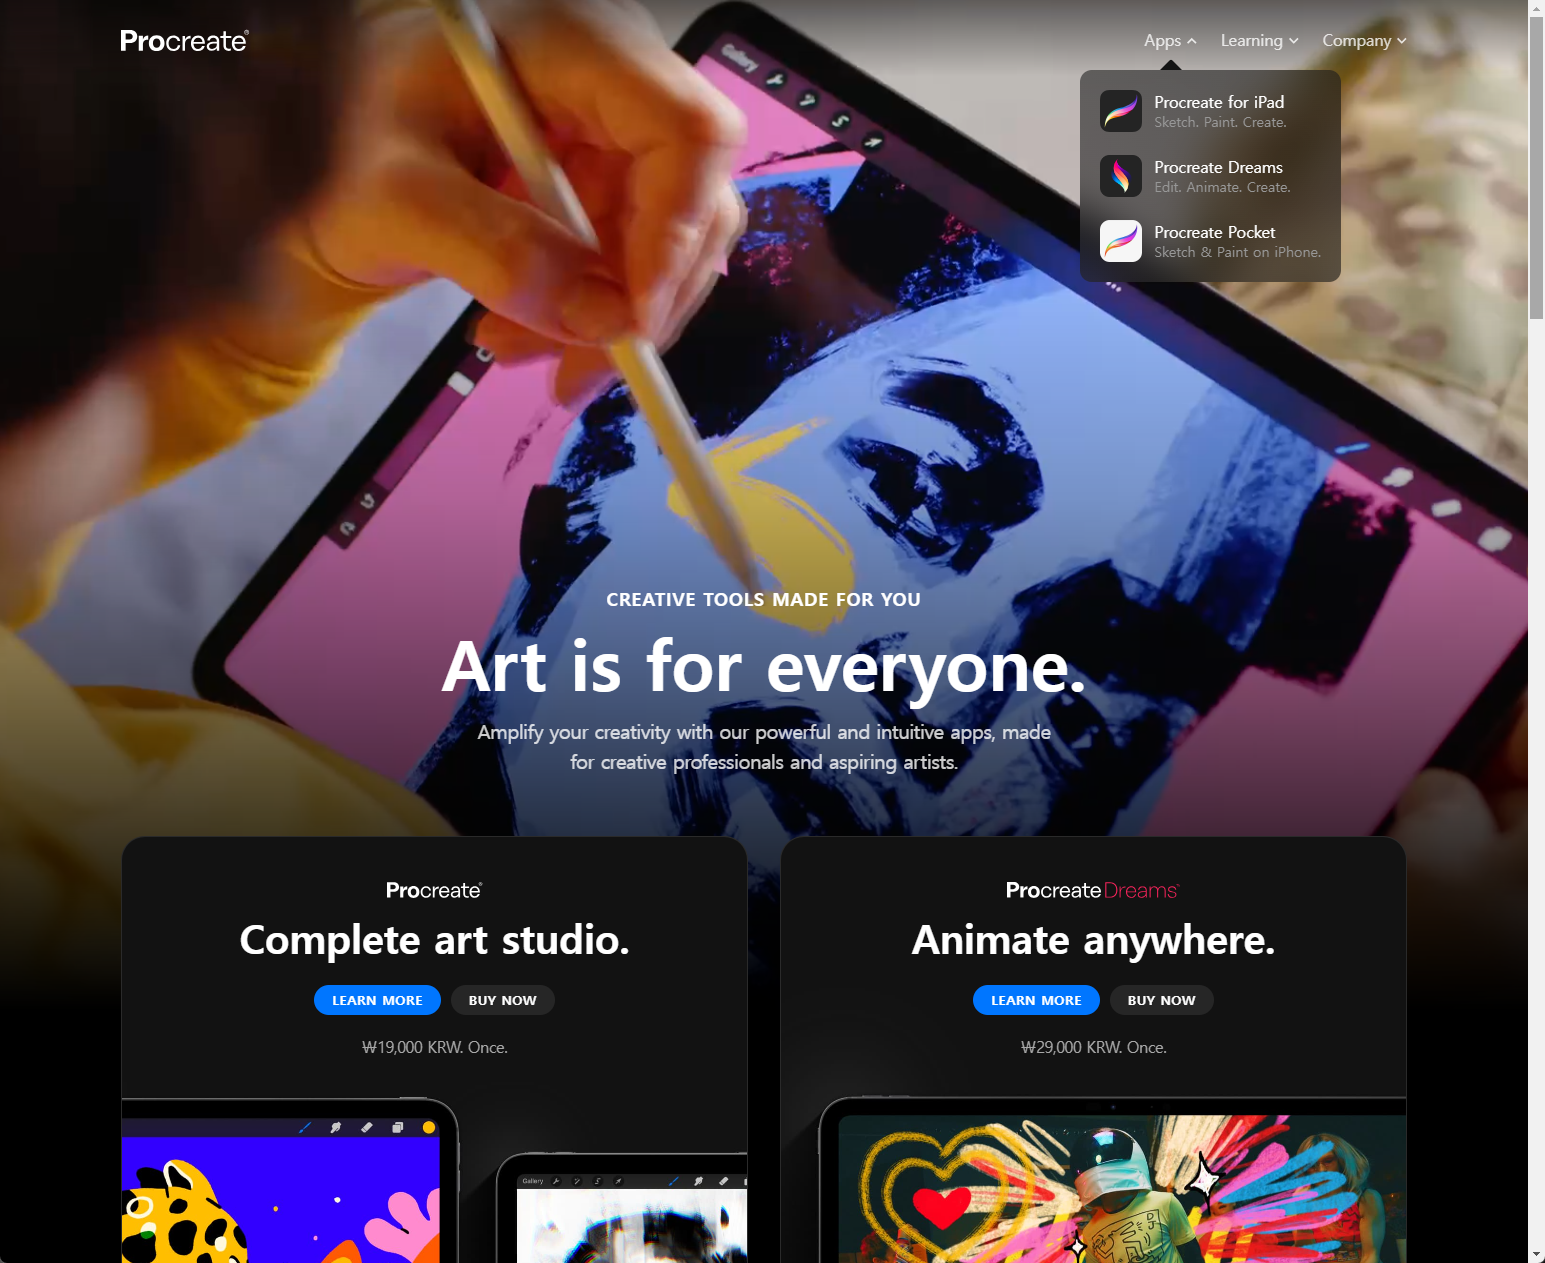 Procreate®
Apps
Learning
Company
Procreate for iPad
Sketch. Paint. Create.
Procreate Dreams
Edit. Animate. Create.
Procreate Pocket
Sketch & Paint on iPhone.
Gallery
CREATIVE TOOLS MADE FOR YOU
Art is for everyone.
Amplify your creativity with our powerful and intuitive apps, made
for creative professionals and aspiring artists.
Procreate®
Complete art studio.
LEARN MORE
BUY NOW
₩19,000 KRW. Once.
Gallery
Procreate Dreams
Animate anywhere.
LEARN MORE
BUY NOW
₩29,000 KRW. Once.
DJ